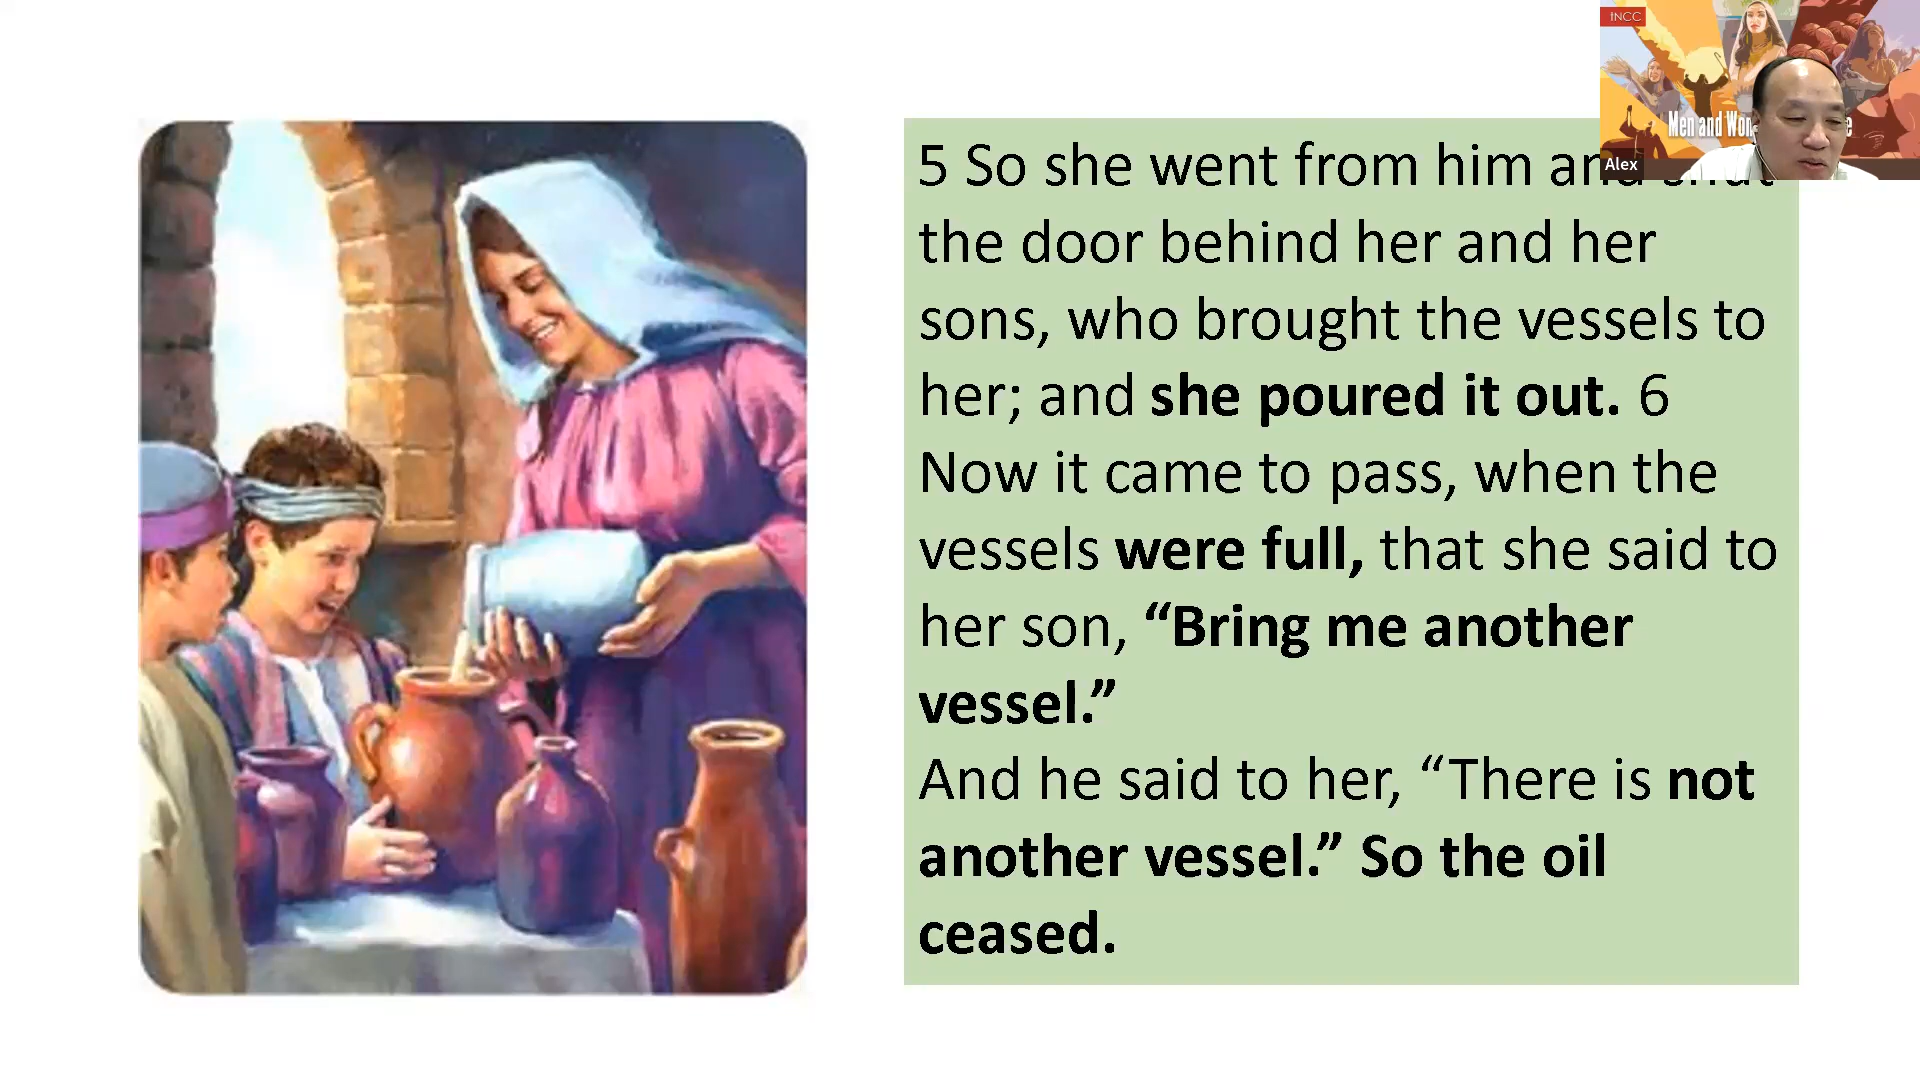 INCC
Men and
Alex
5 So she went from him and shut
the door behind her and her
sons, who brought the vessels to
her; and she poured it out. 6
Now it came to pass, when the
vessels were full, that she said to
her son, “Bring me another
vessel.”
And he said to her, “There is not
another vessel.” So the oil
ceased.